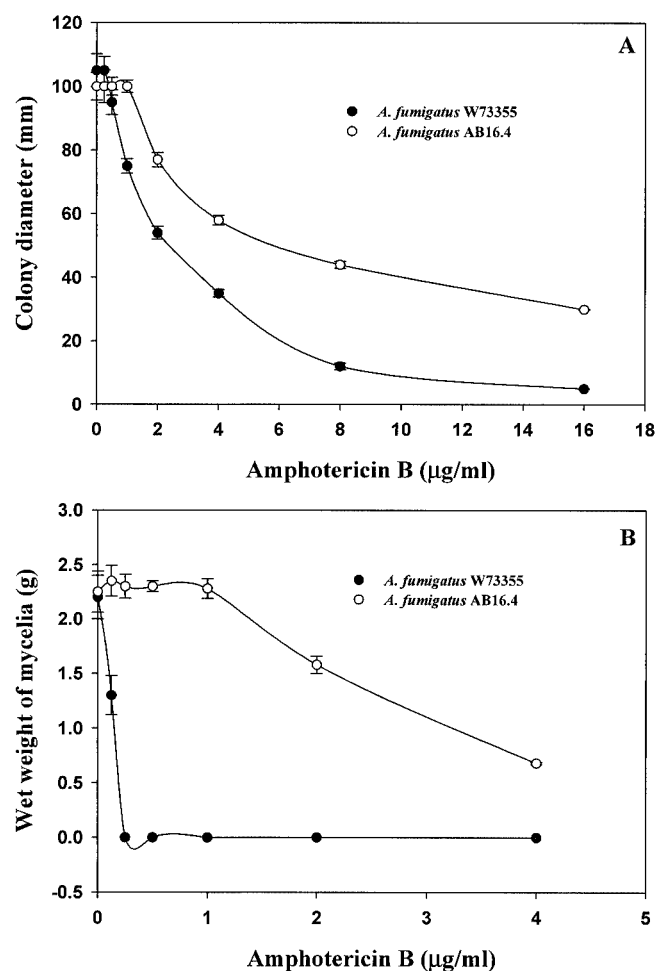 120
100
80
60
40
20
0
Colony diameter (mm)
A
A. fumigatus W73355
A. fumigatus AB16.4
0 2 4 6 8 10 12 14 16 18
Amphotericin B (µg/ml)
3.0
2.5
2.0
1.5
1.0
0.5
0.0
-0.5
Wet weight of mycelia (g)
B
A. fumigatus W73355
A. fumigatus AB16.4
0 1 2 3 4 5
Amphotericin B (µg/ml)